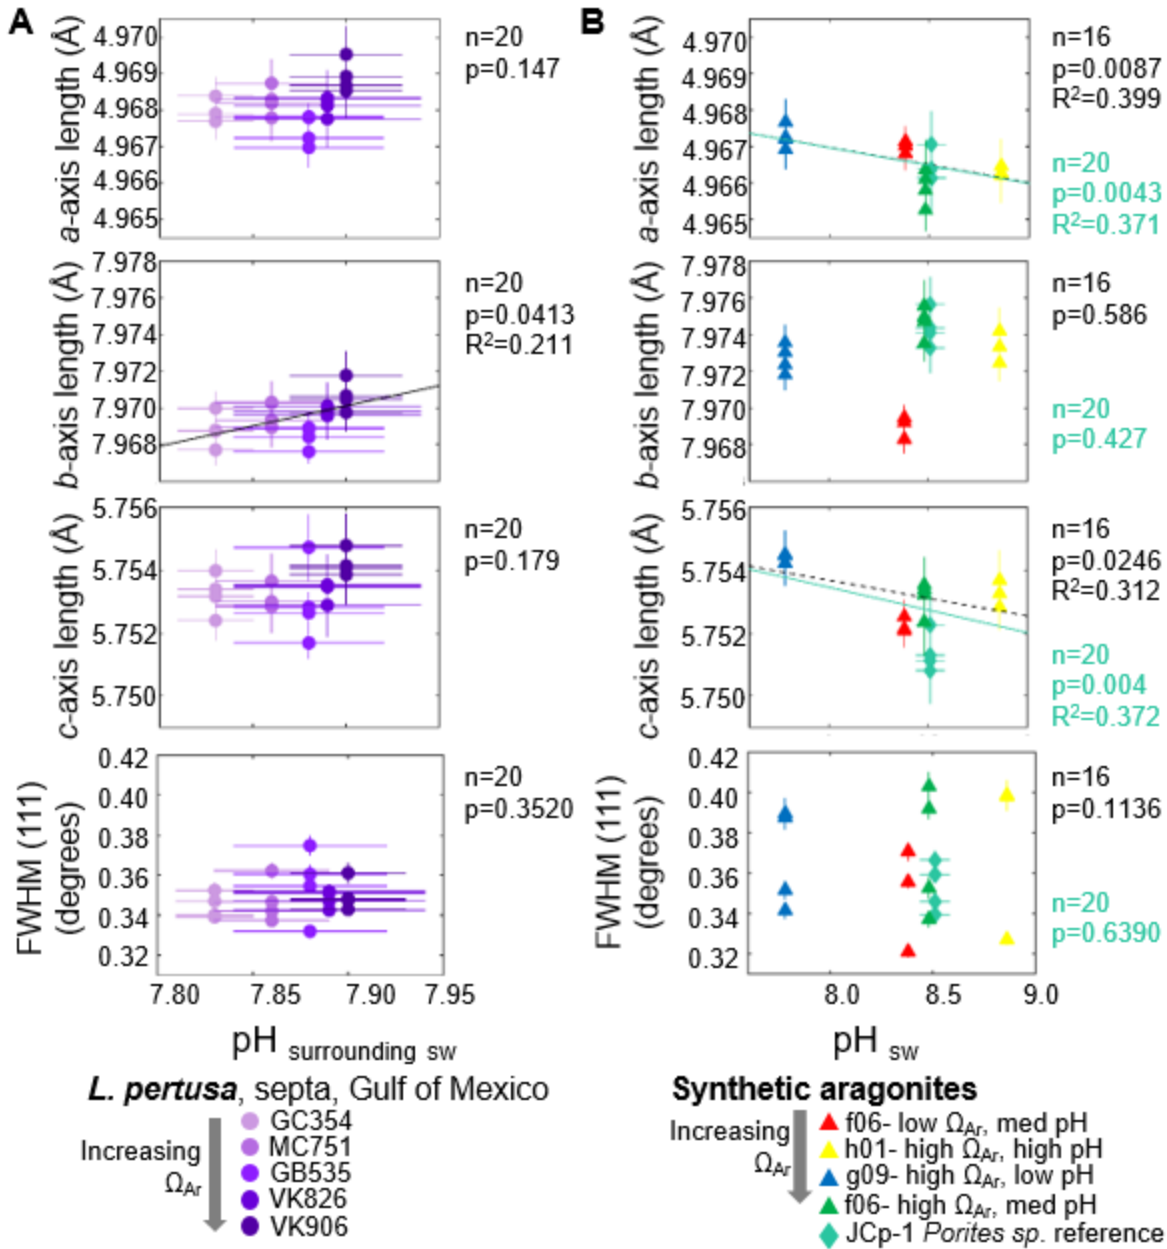 A
a-axis length (Å)
4.970
4.969
4.968
4.967
4.966
4.965
n=20
p=0.147
b-axis length (Å)
7.978
7.976
7.974
7.972
7.970
7.968
n=20
p=0.0413
R²=0.211
c-axis length (Å)
5.756
5.754
5.752
5.750
n=20
p=0.179
FWHM (111)
(degrees)
0.42
0.40
0.38
0.36
0.34
0.32
n=20
p=0.3520
7.80 7.85 7.90 7.95
pH surrounding sw
L. pertusa, septa, Gulf of Mexico
Increasing
ΩAr
GC354
MC751
GB535
VK826
VK906
B
a-axis length (Å)
4.970
4.969
4.968
4.967
4.966
4.965
n=16
p=0.0087
R²=0.399
n=20
p=0.0043
R²=0.371
b-axis length (Å)
7.978
7.976
7.974
7.972
7.970
7.968
n=16
p=0.586
n=20
p=0.427
c-axis length (Å)
5.756
5.754
5.752
5.750
n=16
p=0.0246
R²=0.312
n=20
p=0.004
R²=0.372
FWHM (111)
(degrees)
0.42
0.40
0.38
0.36
0.34
0.32
n=16
p=0.1136
n=20
p=0.6390
8.0 8.5 9.0
pH sw
Synthetic aragonites
Increasing
ΩAr
f06- low ΩAr, med pH
h01- high ΩAr, high pH
g09- high ΩAr, low pH
f06- high ΩAr, med pH
JCp-1 Porites sp. reference